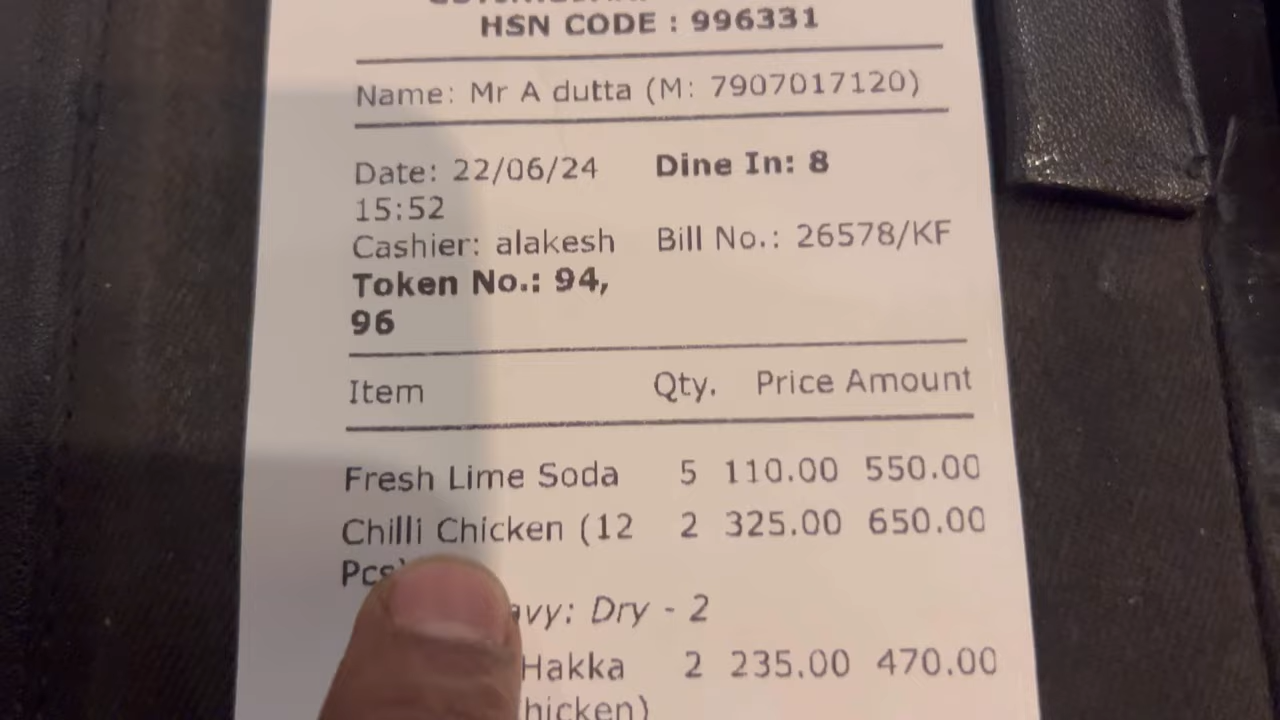 HSN CODE : 996331
Name: Mr A dutta (M: 7907017120)
Date: 22/06/24 Dine In: 8
15:52
Cashier: alakesh Bill No.: 26578/KF
Token No.: 94,
96
Item Qty. Price Amount
Fresh Lime Soda 5 110.00 550.00
Chilli Chicken (12 2 325.00 650.00
Pcs)
Dry - 2
Hakka 2 235.00 470.00